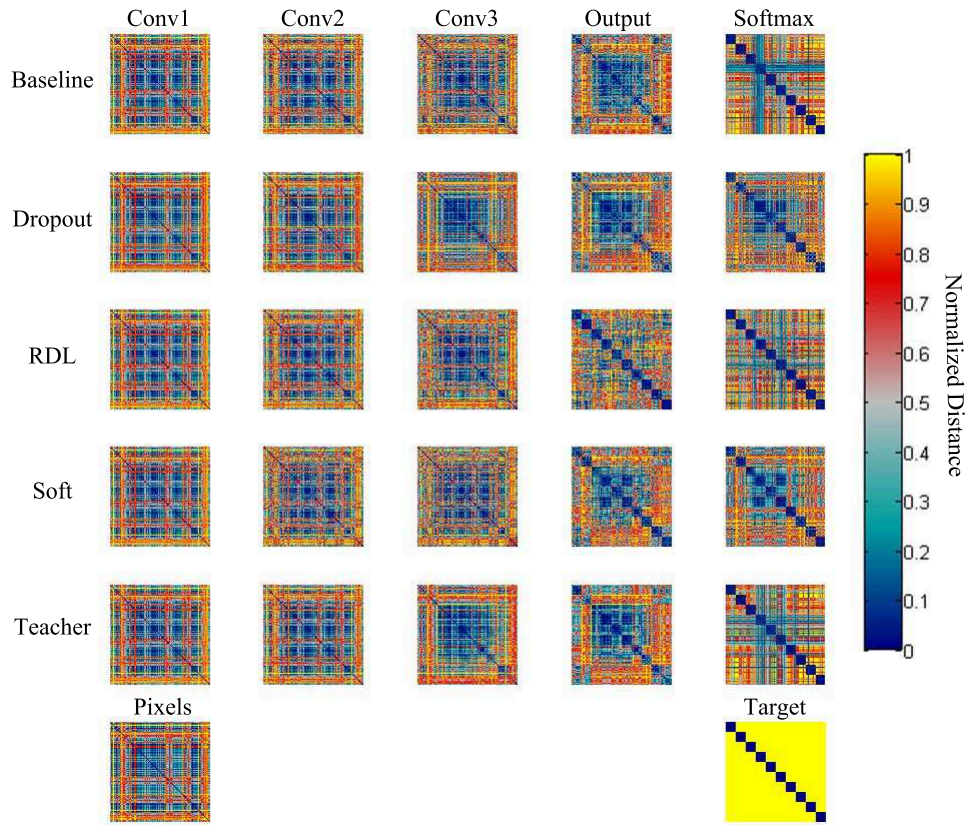 Conv1 Conv2 Conv3 Output Softmax
Baseline
Dropout
RDL
Soft
Teacher
Pixels Target
1
0.9
0.8
0.7
0.6
0.5
0.4
0.3
0.2
0.1
0
Normalized Distance